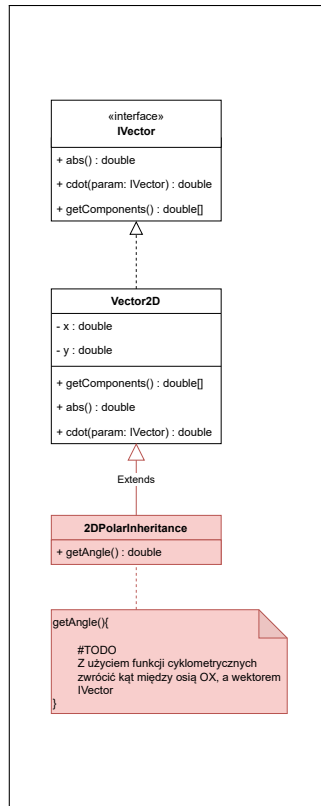 «interface»
IVector
+ abs() : double
+ cdot(param: IVector) : double
+ getComponents() : double[]
Vector2D
- x : double
- y : double
+ getComponents() : double[]
+ abs() : double
+ cdot(param: IVector) : double
Extends
2DPolarInheritance
+ getAngle() : double
getAngle(){
#TODO
Z użyciem funkcji cyklometrycznych
zwrócić kąt między osią OX, a wektorem
IVector
}